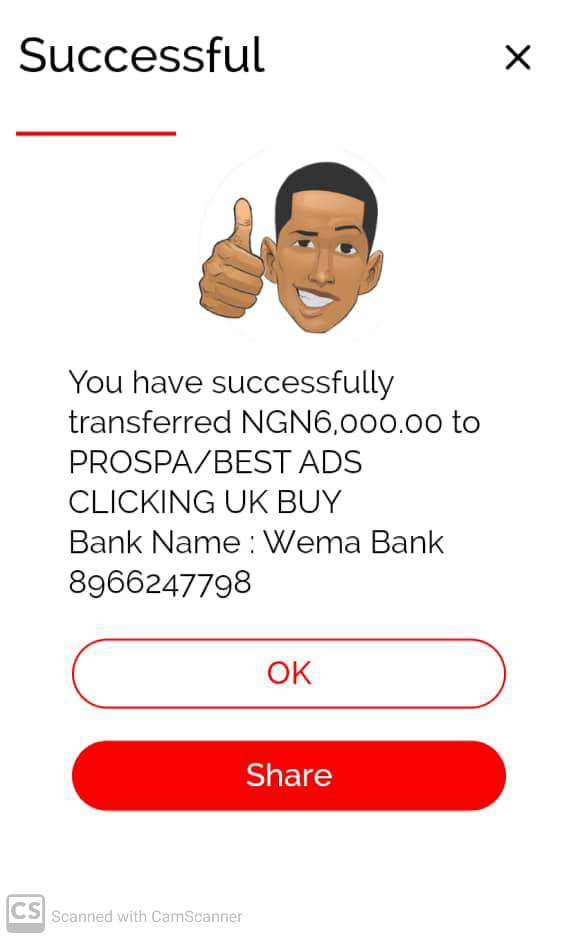 Successful
You have successfully
transferred NGN6,000.00 to
PROSPA/BEST ADS
CLICKING UK BUY
Bank Name : Wema Bank
8966247798
OK
Share
CS Scanned with CamScanner